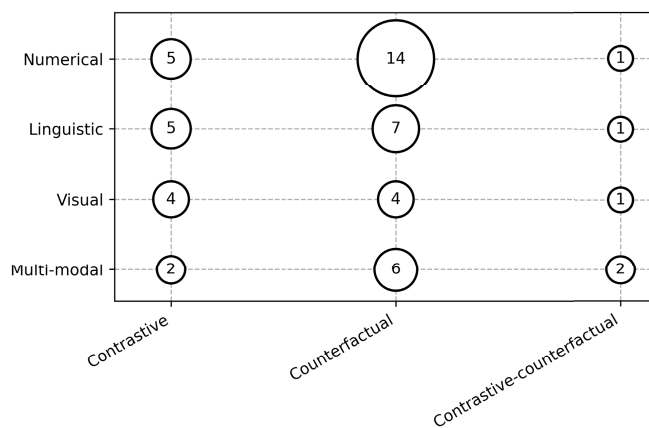 Numerical 5 14 1
Linguistic 5 7 1
Visual 4 4 1
Multi-modal 2 6 2
Contrastive Counterfactual Contrastive-counterfactual